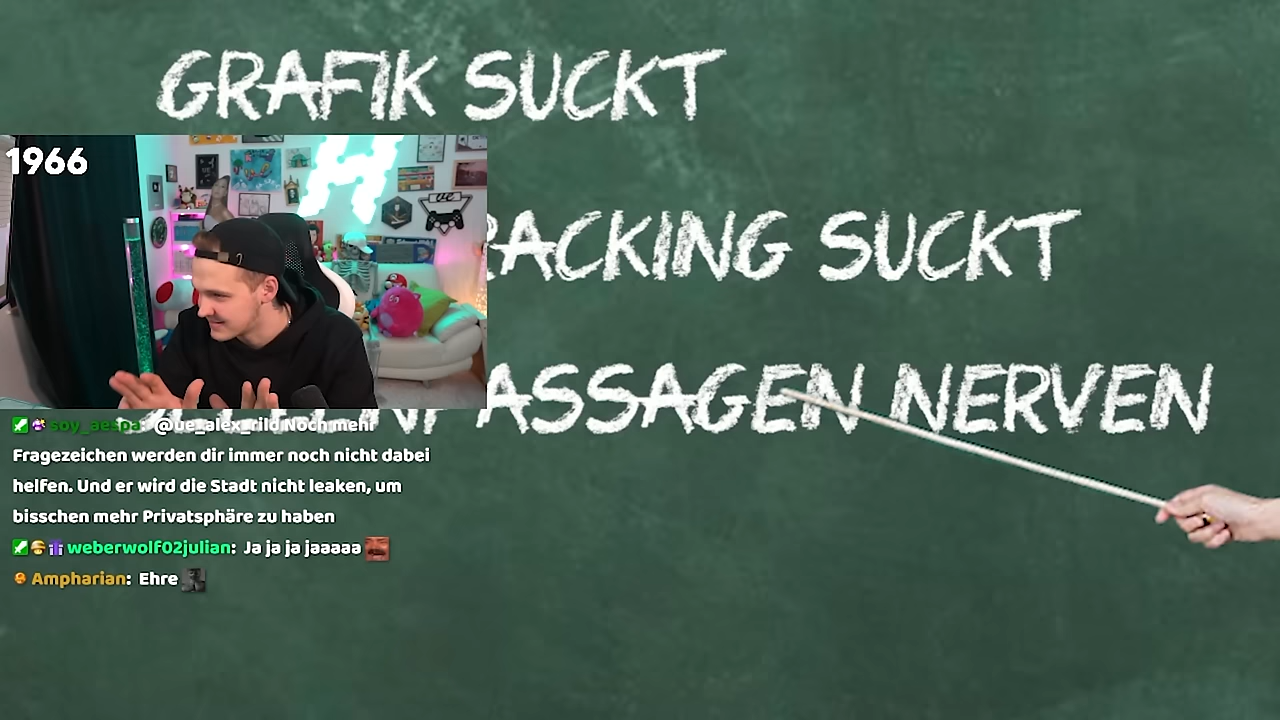 GRAFIK SUCKT
1966
RACKING SUCKT
ASSAGEN NERVEN
soy_aespa: @ue_alex_rild Noch mehr
Fragezeichen werden dir immer noch nicht dabei
helfen. Und er wird die Stadt nicht leaken, um
bisschen mehr Privatsphäre zu haben
weberwolf02julian: Ja ja ja jaaaaa
Ampharian: Ehre